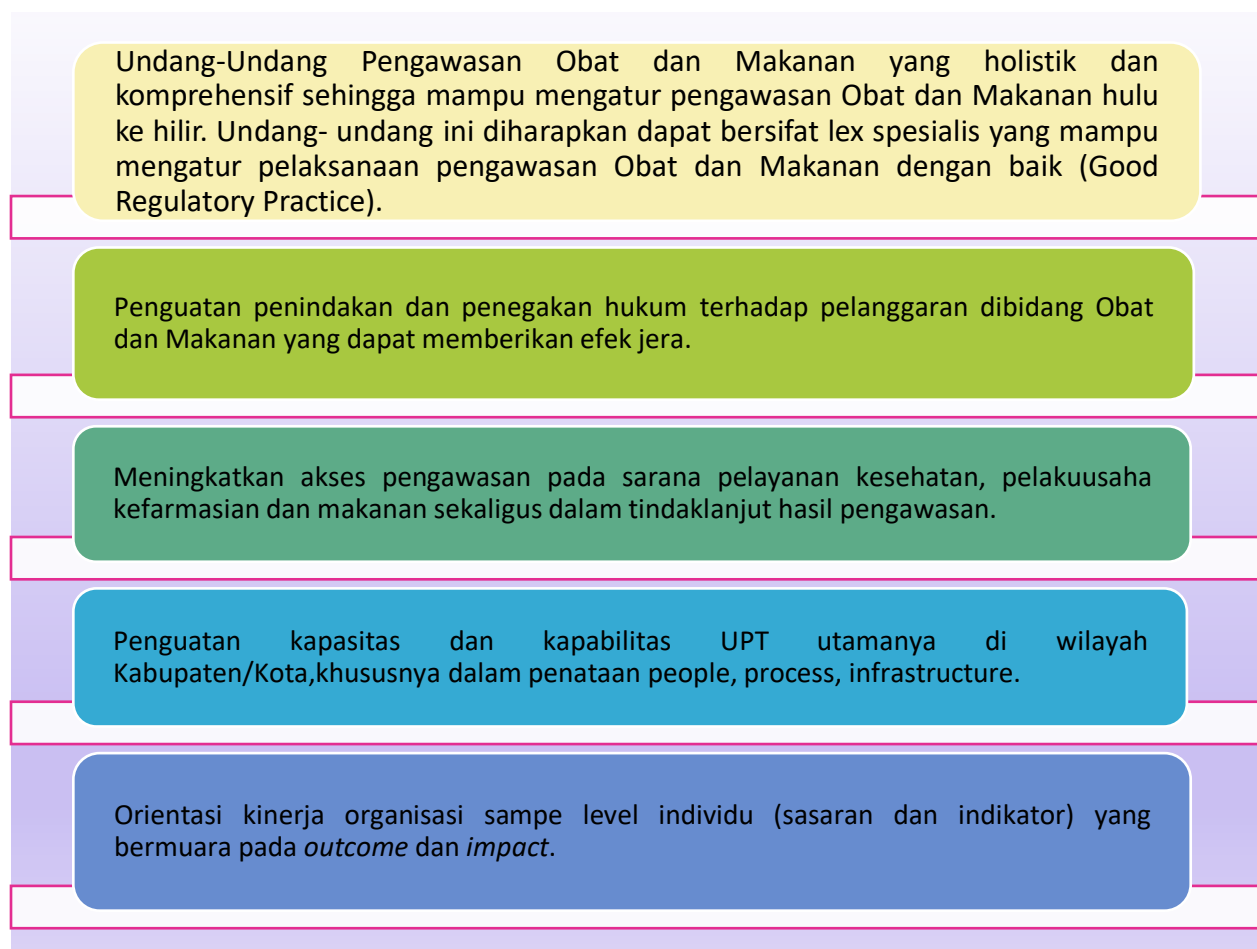 Undang-Undang Pengawasan Obat dan Makanan yang holistik dan
komprehensif sehingga mampu mengatur pengawasan Obat dan Makanan hulu
ke hilir. Undang- undang ini diharapkan dapat bersifat lex spesialis yang mampu
mengatur pelaksanaan pengawasan Obat dan Makanan dengan baik (Good
Regulatory Practice).
Penguatan penindakan dan penegakan hukum terhadap pelanggaran dibidang Obat
dan Makanan yang dapat memberikan efek jera.
Meningkatkan akses pengawasan pada sarana pelayanan kesehatan, pelakuusaha
kefarmasian dan makanan sekaligus dalam tindaklanjut hasil pengawasan.
Penguatan kapasitas dan kapabilitas UPT utamanya di wilayah
Kabupaten/Kota,khususnya dalam penataan people, process, infrastructure.
Orientasi kinerja organisasi sampe level individu (sasaran dan indikator) yang
bermuara pada outcome dan impact.